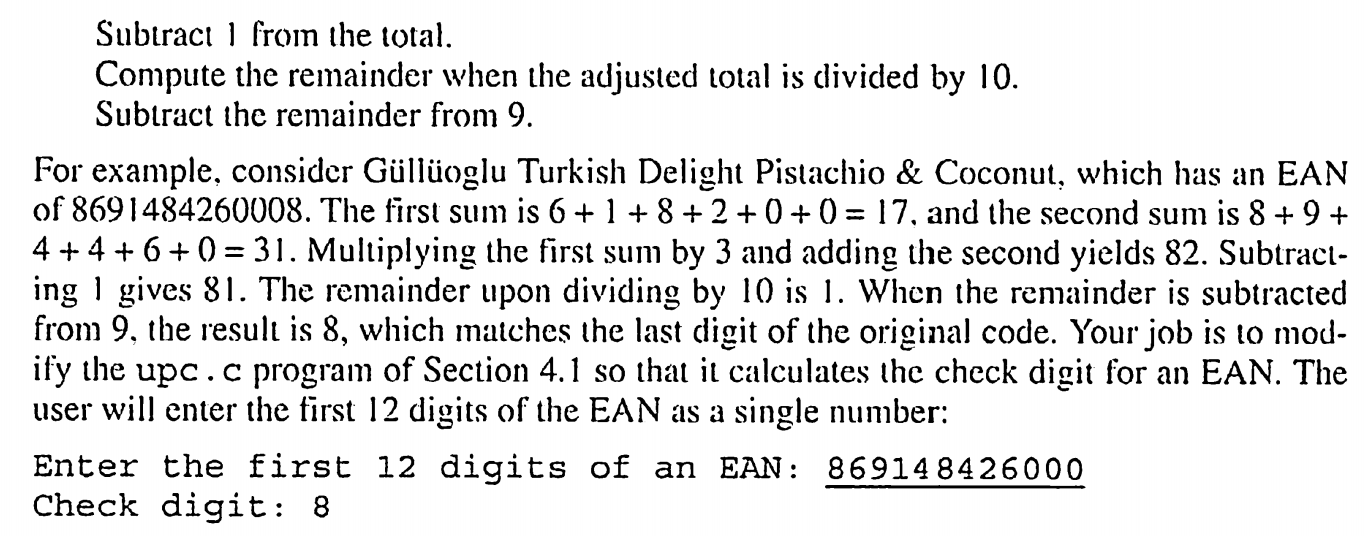 Subtract 1 from the total.
Compute the remainder when the adjusted total is divided by 10.
Subtract the remainder from 9.
For example, consider Güllüoglu Turkish Delight Pistachio & Coconut, which has an EAN
of 8691484260008. The first sum is 6 + 1 + 8 + 2 + 0 + 0 = 17, and the second sum is 8 + 9 +
4 + 4 + 6 + 0 = 31. Multiplying the first sum by 3 and adding the second yields 82. Subtract-
ing 1 gives 81. The remainder upon dividing by 10 is 1. When the remainder is subtracted
from 9, the result is 8, which matches the last digit of the original code. Your job is to mod-
ify the upc.c program of Section 4.1 so that it calculates the check digit for an EAN. The
user will enter the first 12 digits of the EAN as a single number:
Enter the first 12 digits of an EAN: 869148426000
Check digit: 8